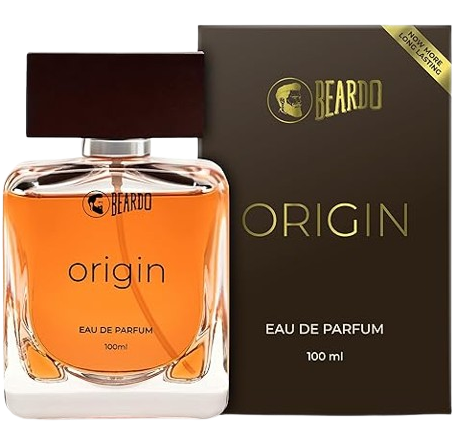 BEARDO
origin
EAU DE PARFUM
100ml
NOW MORE
LONG LASTING
BEARDO
ORIGIN
EAU DE PARFUM
100 ml